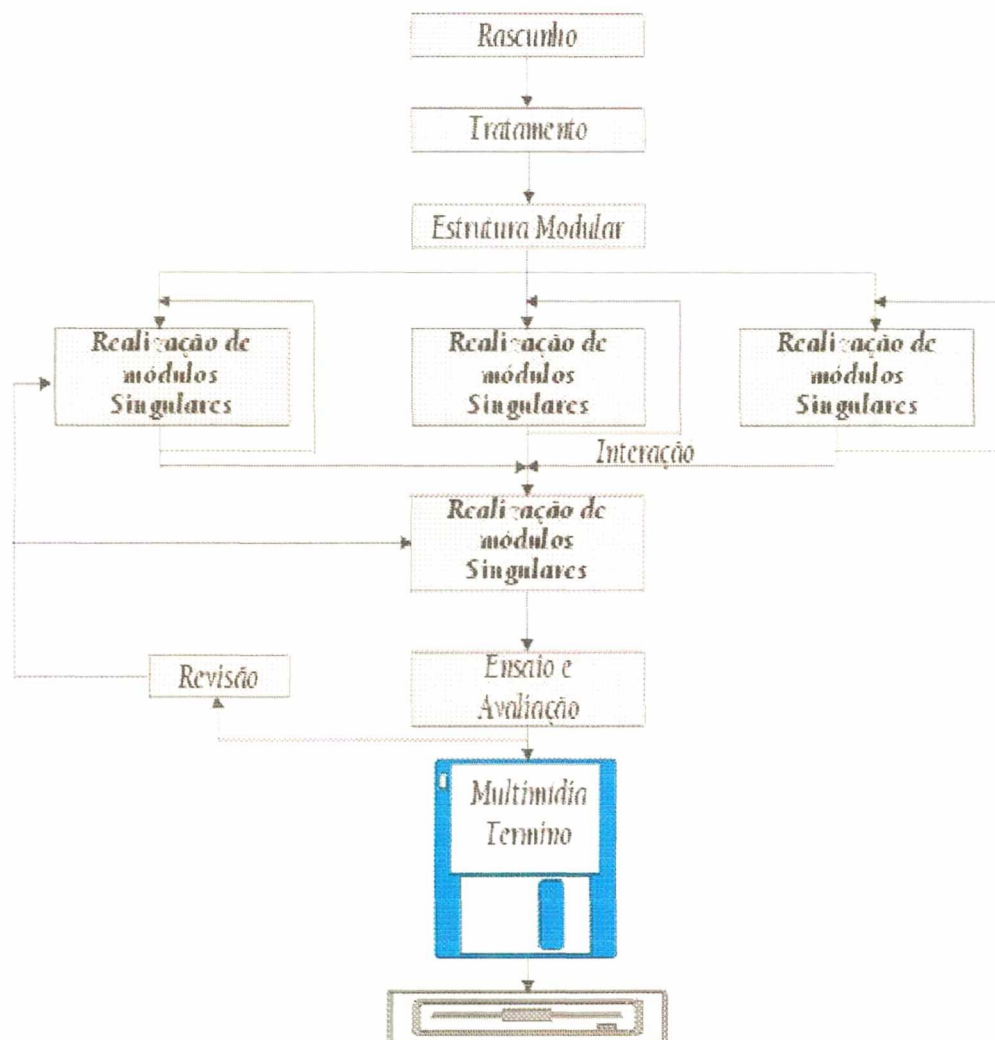 Rascunho
Tratamento
Estrutura Modular
Realização de
módulos
Singulares
Realização de
módulos
Singulares
Realização de
módulos
Singulares
Interação
Realização de
módulos
Singulares
Ensaio e
Avaliação
Revisão
Multimídia
Termino